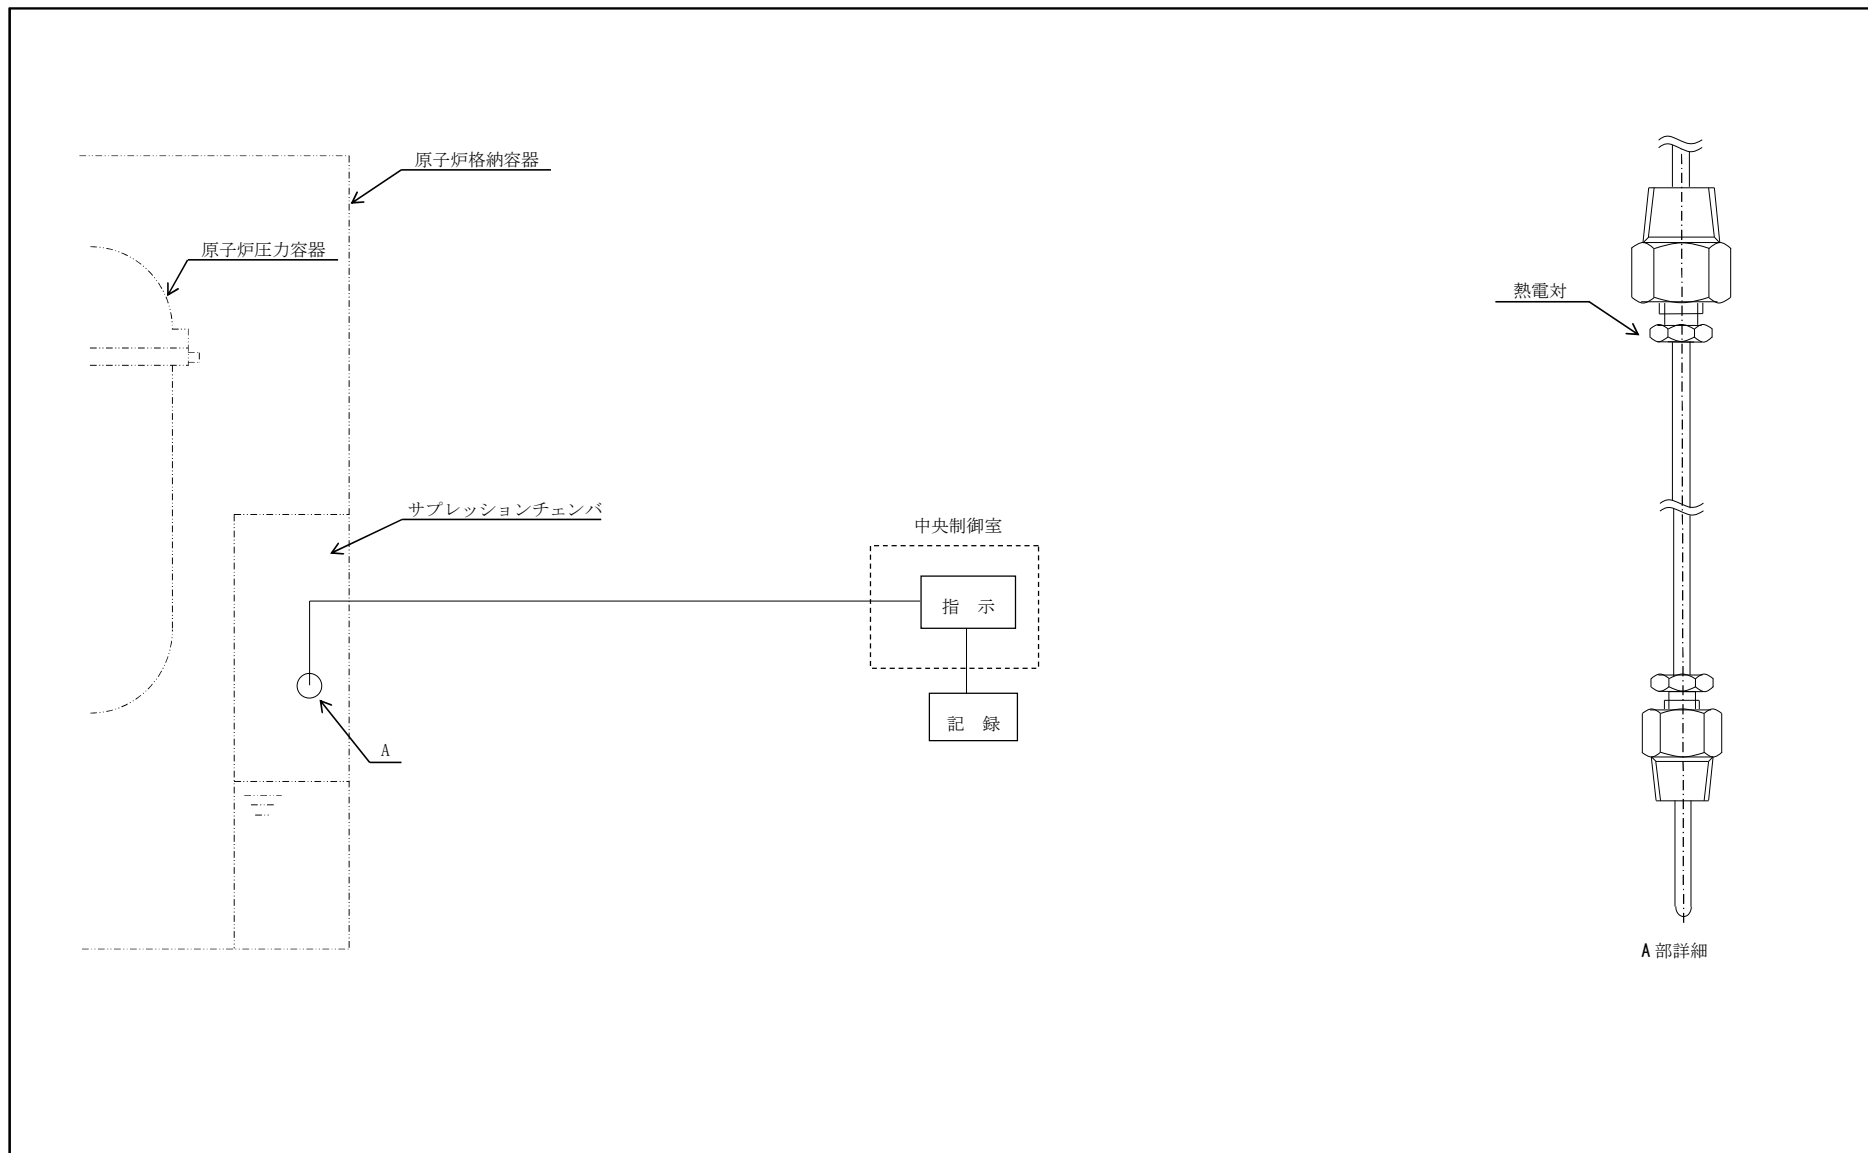 原子炉格納容器
原子炉圧力容器
熱電対
サプレッションチェンバ
中央制御室
指 示
記 録
A
A 部詳細